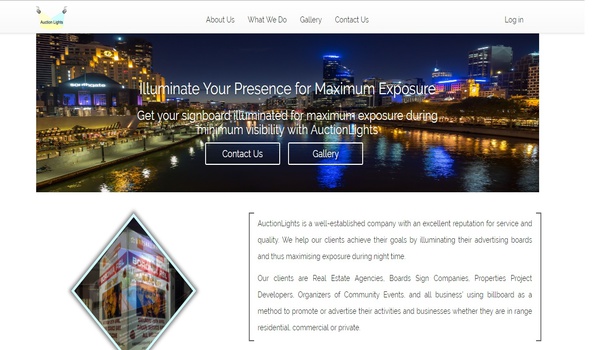 Auction Lights
About Us What We Do Gallery Contact Us Log in
Illuminate Your Presence for Maximum Exposure
Get your signboard illuminated for maximum exposure during
minimum visibility with AuctionLlights
Contact Us Gallery
AuctionLights is a well-established company with an excellent reputation for service and
quality. We help our clients achieve their goals by illuminating their advertising boards
and thus maximising exposure during night time.
Our clients are Real Estate Agencies, Boards Sign Companies, Properties Project
Developers, Organizers of Community Events, and all business' using billboard as a
method to promote or advertise their activities and businesses whether they are in range
residential, commercial or private.